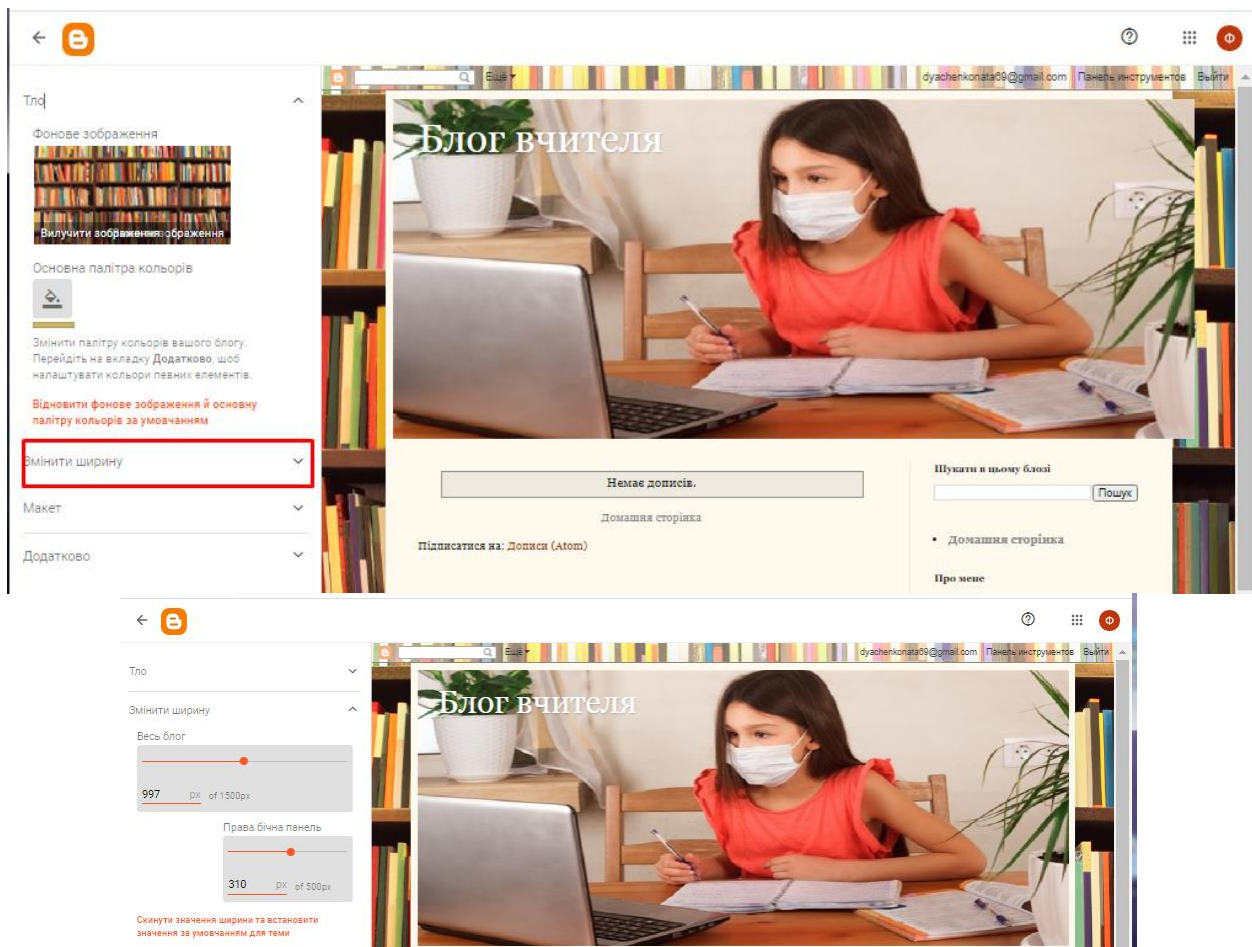 Ещё▾ dyachenkonata69@gmail.com Панель инструментов Выйти
Тло
Фонове зображення
Вилучити зображення
Основна палітра кольорів
Змінити палітру кольорів вашого блогу.
Перейдіть на вкладку Додатково, щоб
налаштувати кольори певних елементів.
Відновити фонове зображення й основну
палітру кольорів за умовчанням
Змінити ширину
Макет
Додатково
Блог вчителя
Немає дописів.
Домашня сторінка
Підписатися на: Дописи (Atom)
Шукати в цьому блозі
Пошук
• Домашня сторінка
Про мене
Ф
Ф
Ещё▾ dyachenkonata69@gmail.com Панель инструментов Выйти
Тло
Змінити ширину
Весь блог
997 px of 1500px
Права бічна панель
310 px of 500px
Скинути значення ширини та встановити
значення за умовчанням для теми
Блог вчителя